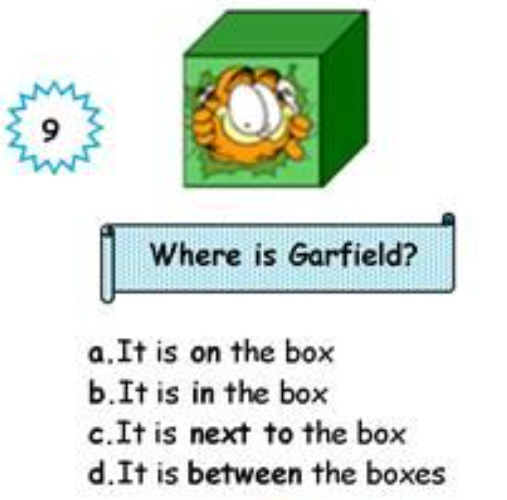 9
Where is Garfield?
a.It is on the box
b.It is in the box
c.It is next to the box
d.It is between the boxes